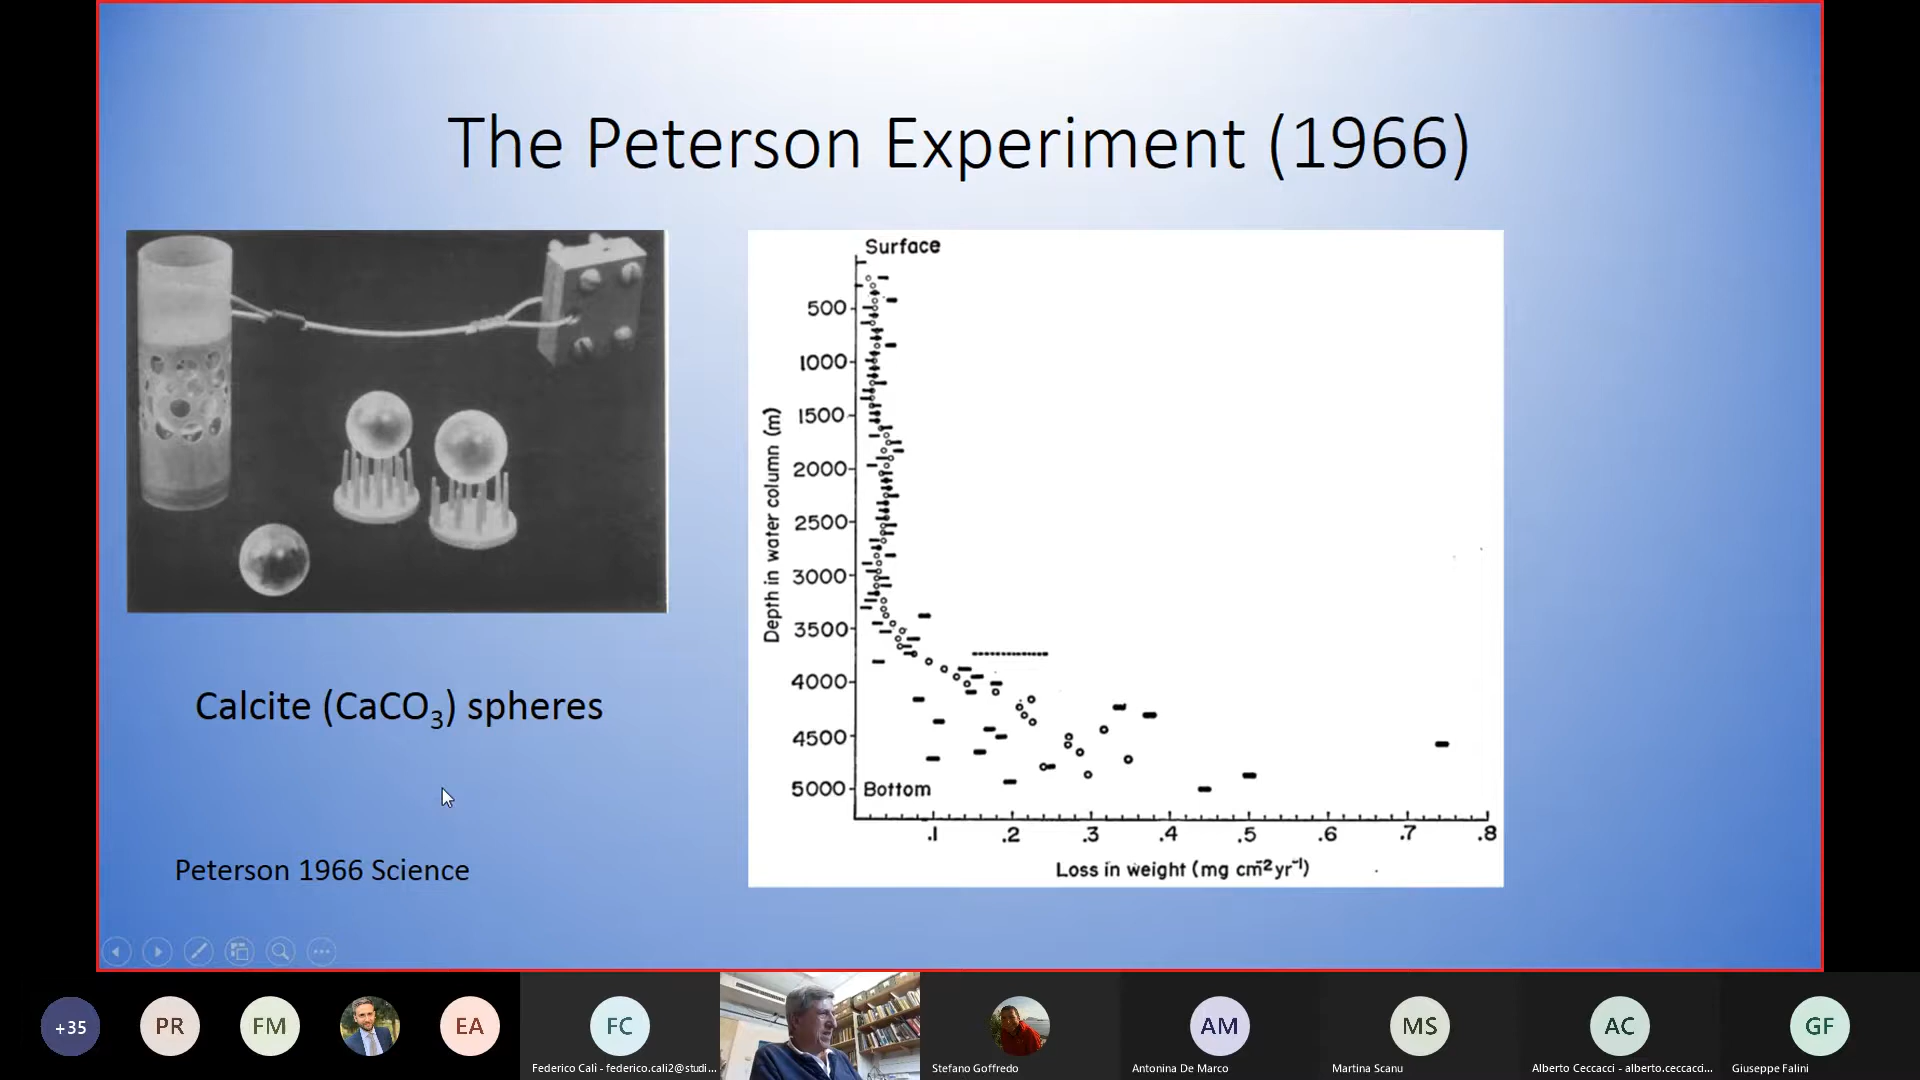 The Peterson Experiment (1966)
Surface
500
1000
1500
2000
2500
3000
3500
4000
4500
5000
Bottom
Depth in water column (m)
.1 .2 .3 .4 .5 .6 .7 .8
Loss in weight (mg cm⁻² yr⁻¹)
Calcite (CaCO₃) spheres
Peterson 1966 Science
+35
PR
FM
EA
FC
AM
MS
AC
GF
Federico Calì - federico.cali2@studi...
Stefano Goffredo
Antonina De Marco
Martina Scanu
Alberto Ceccacci - alberto.ceccacci...
Giuseppe Falini